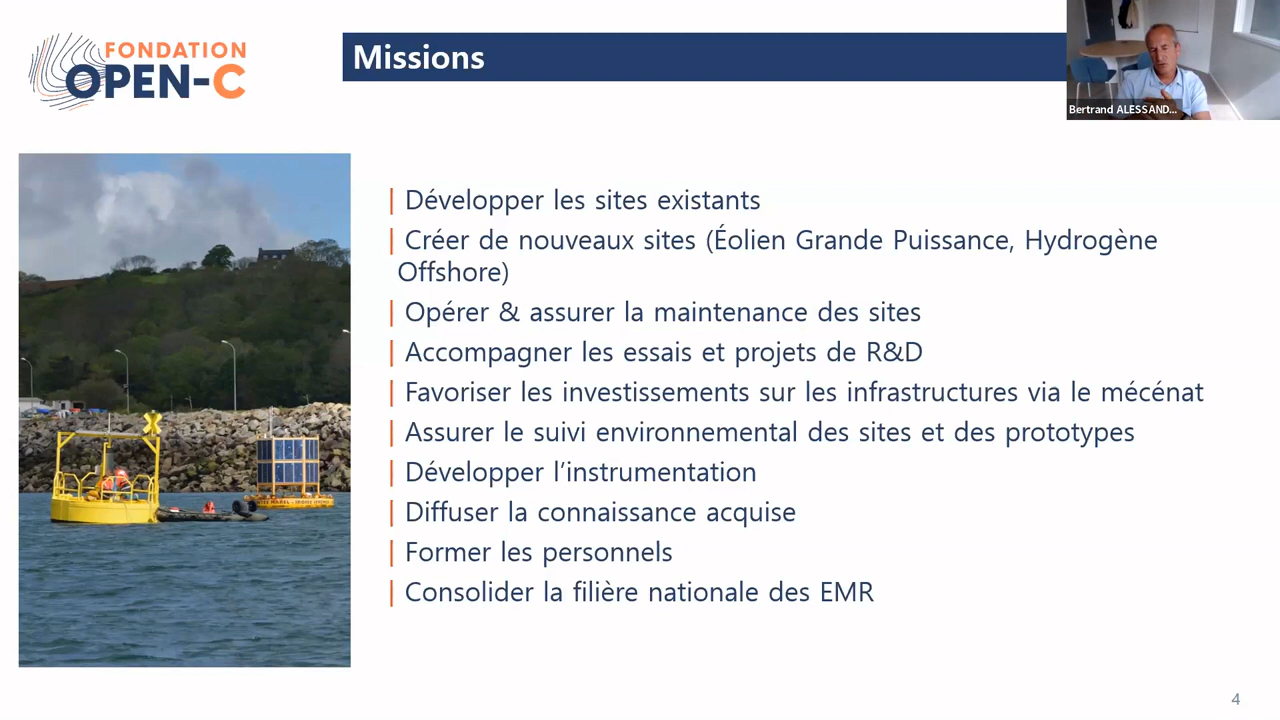 FONDATION
OPEN-C
Missions
Bertrand ALESSAND...
| Développer les sites existants
| Créer de nouveaux sites (Éolien Grande Puissance, Hydrogène
Offshore)
| Opérer & assurer la maintenance des sites
| Accompagner les essais et projets de R&D
| Favoriser les investissements sur les infrastructures via le mécénat
| Assurer le suivi environnemental des sites et des prototypes
| Développer l’instrumentation
| Diffuser la connaissance acquise
| Former les personnels
| Consolider la filière nationale des EMR
4